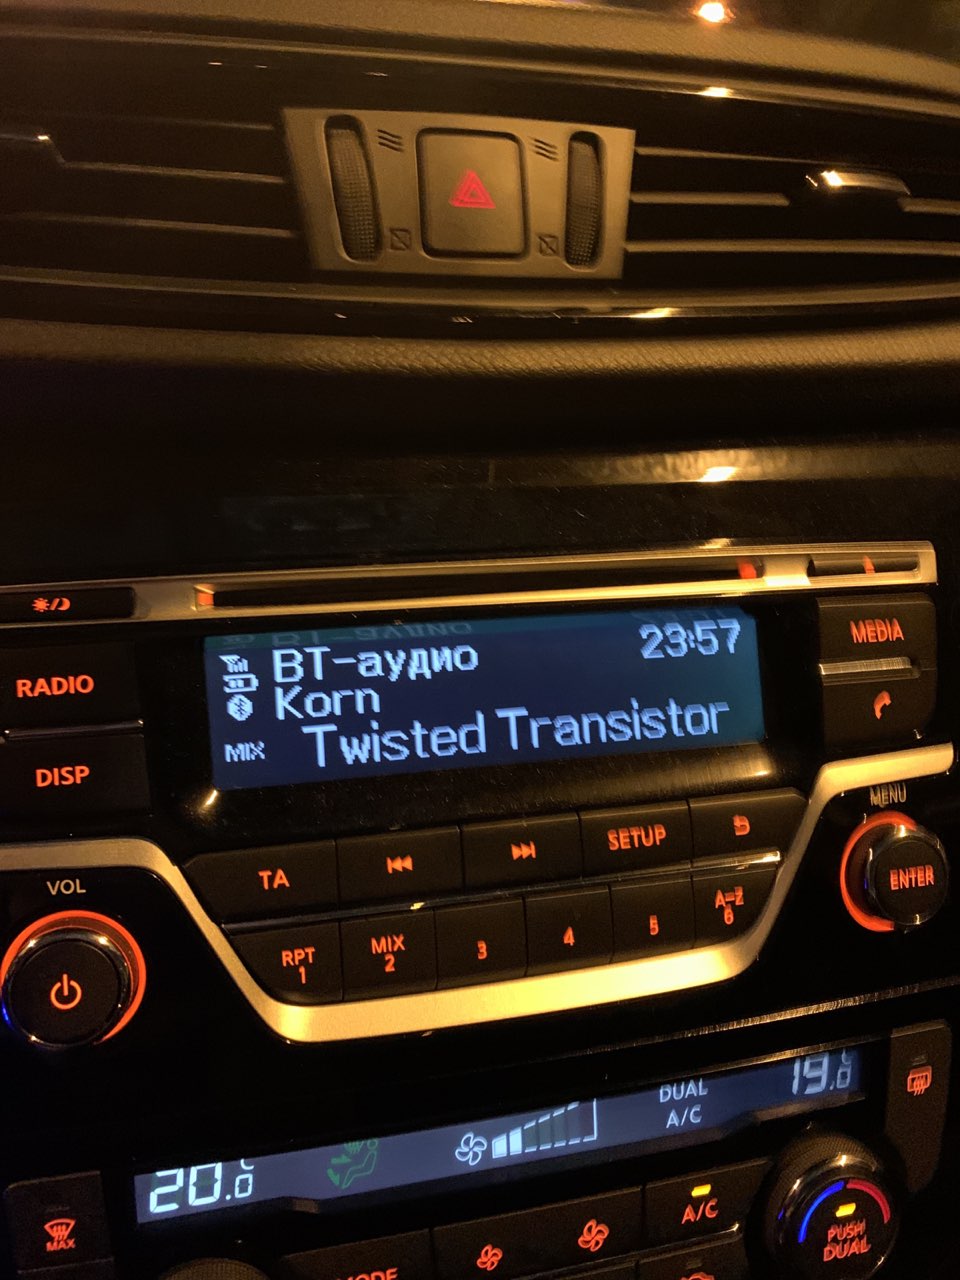 RADIO
DISP
VOL
BT-аудио 23:57
Korn
MIX Twisted Transistor
MEDIA
MENU
ENTER
TA SETUP
RPT 1
MIX 2
3
4
5
A-Z 6
20.0°C
DUAL
A/C
19.0°C
MAX
MODE
A/C
PUSH
DUAL